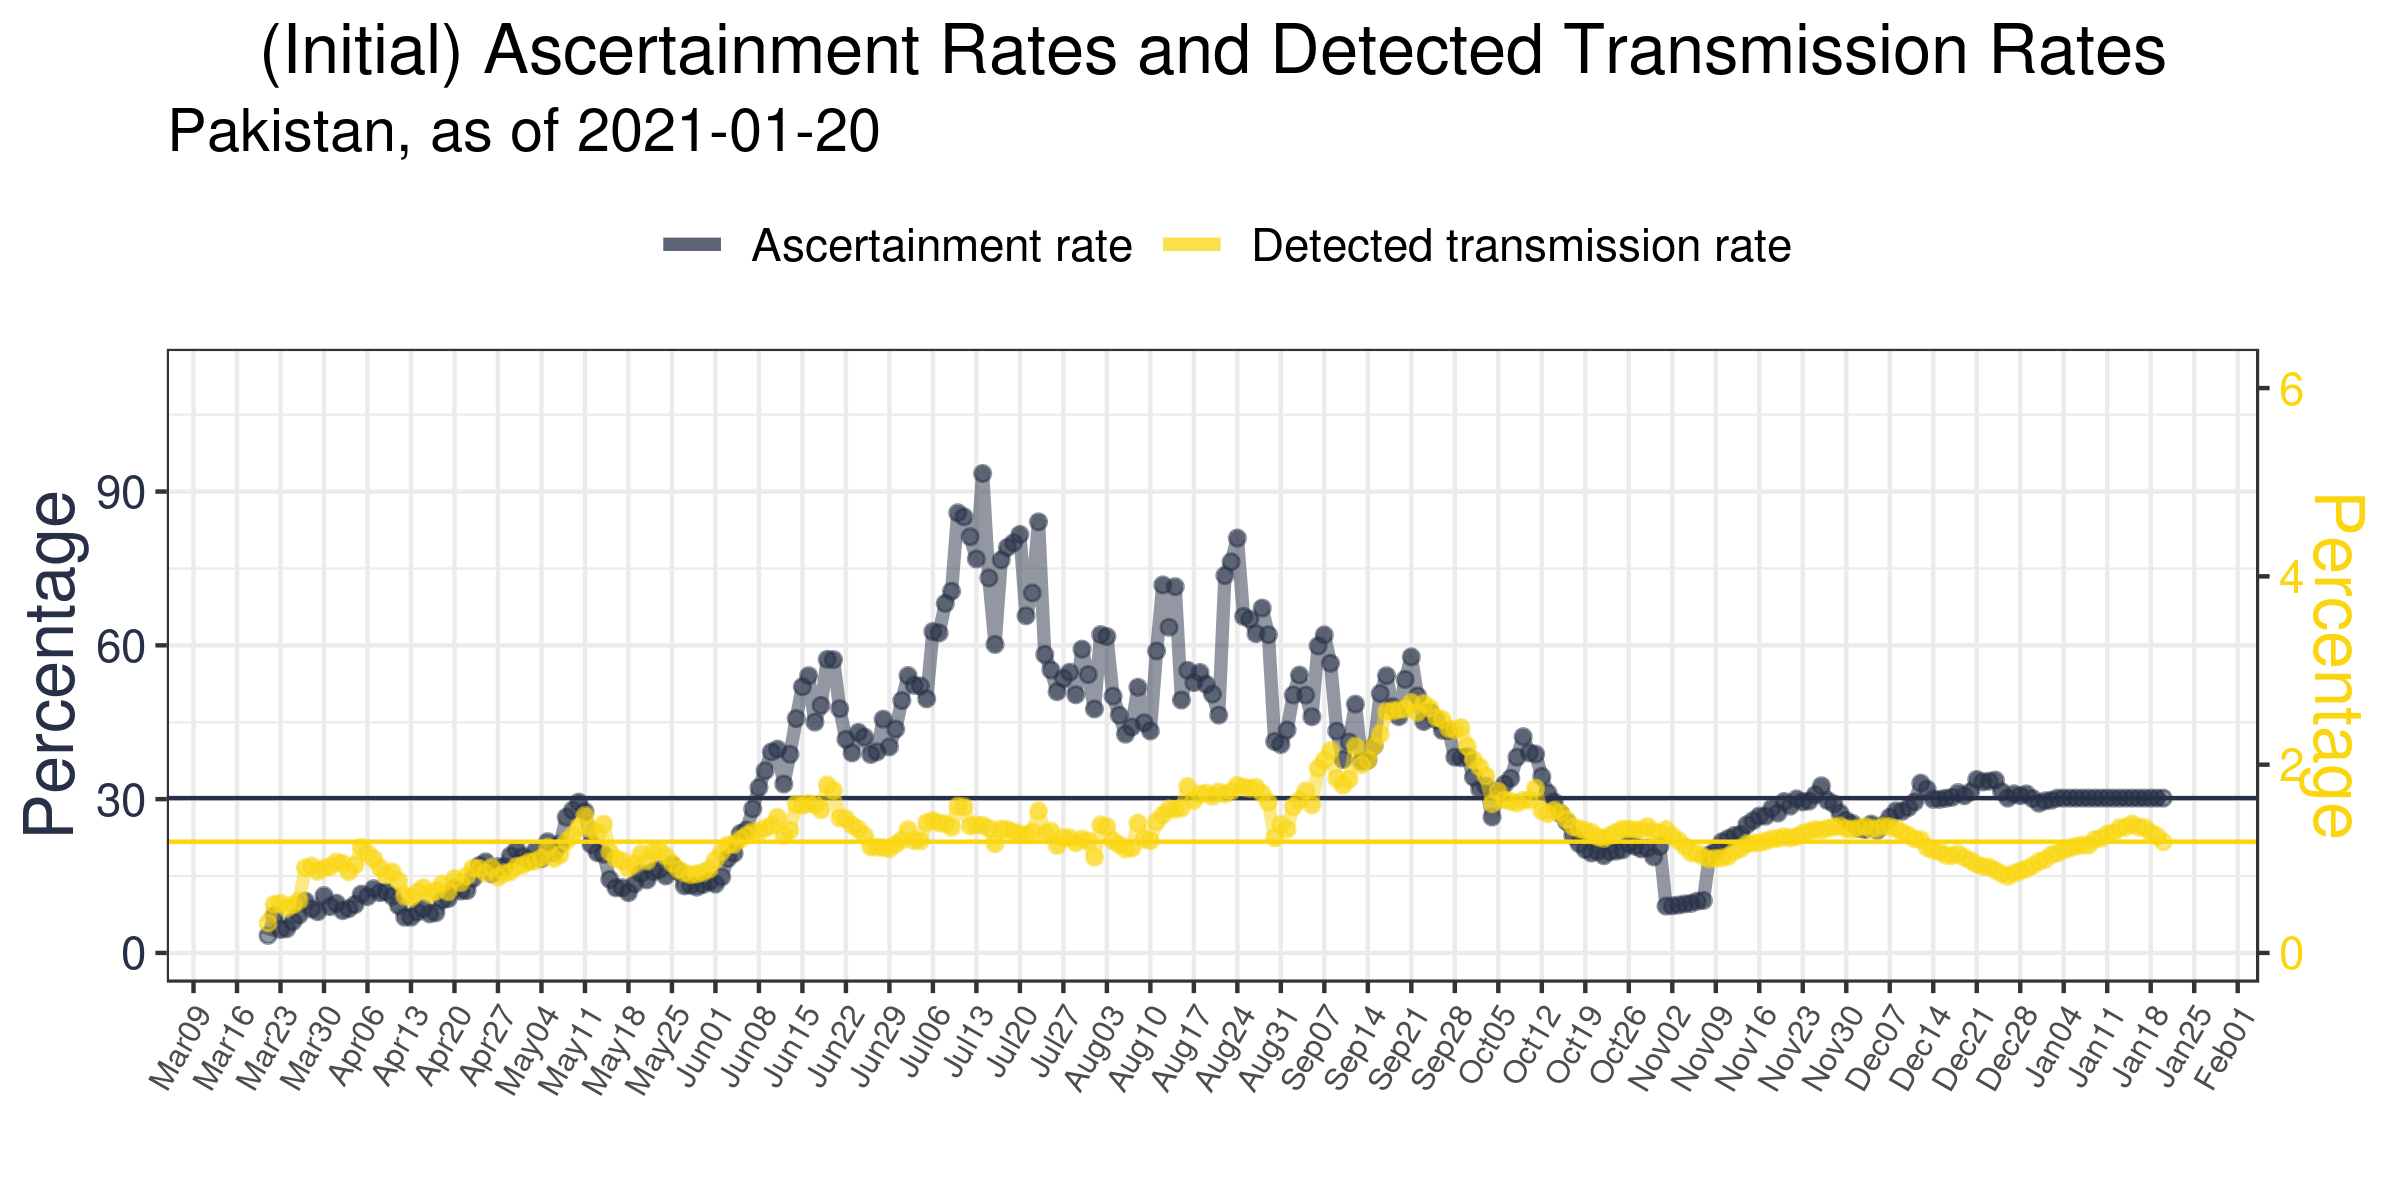 (Initial) Ascertainment Rates and Detected Transmission Rates
Pakistan, as of 2021-01-20
Ascertainment rate Detected transmission rate
Percentage
90
60
30
0
6
4
2
0
Percentage
Mar09 Mar16 Mar23 Mar30 Apr06 Apr13 Apr20 Apr27 May04 May11 May18 May25 Jun01 Jun08 Jun15 Jun22 Jun29 Jul06 Jul13 Jul20 Jul27 Aug03 Aug10 Aug17 Aug24 Aug31 Sep07 Sep14 Sep21 Sep28 Oct05 Oct12 Oct19 Oct26 Nov02 Nov09 Nov16 Nov23 Nov30 Dec07 Dec14 Dec21 Dec28 Jan04 Jan11 Jan18 Jan25 Feb01